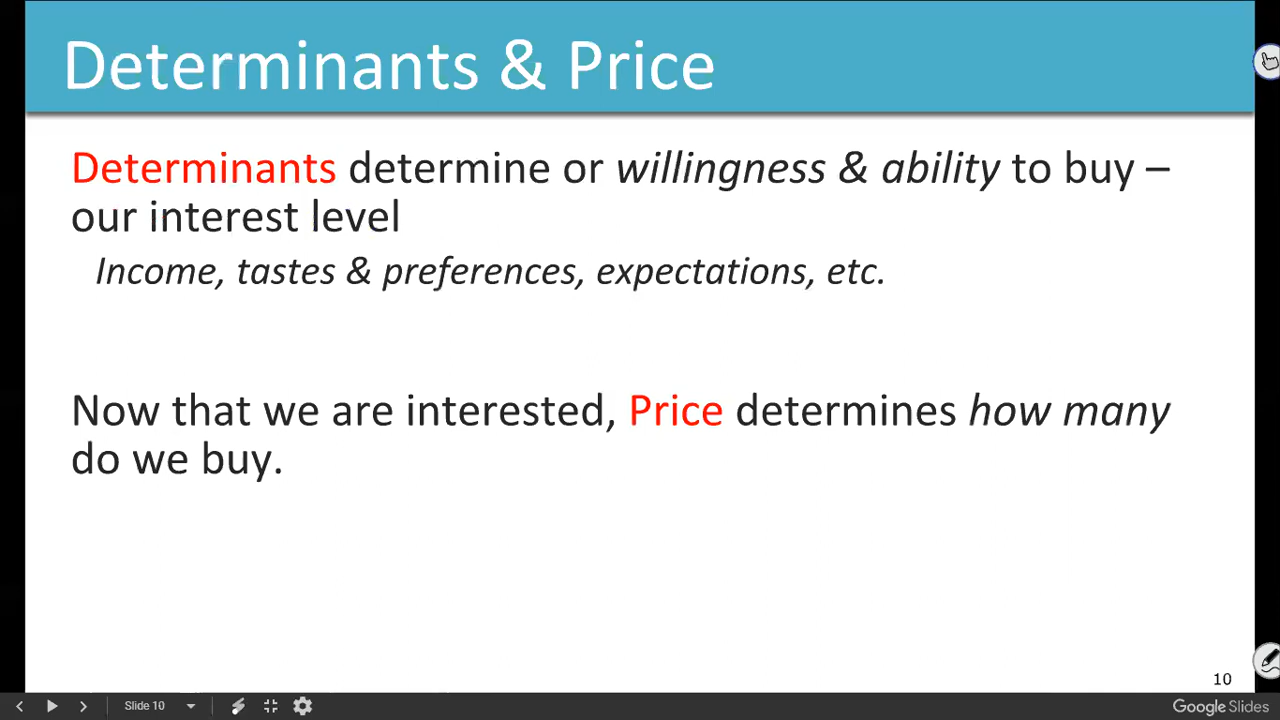 Determinants & Price
Determinants determine or willingness & ability to buy –
our interest level
Income, tastes & preferences, expectations, etc.
Now that we are interested, Price determines how many
do we buy.
10
Slide 10
Google Slides